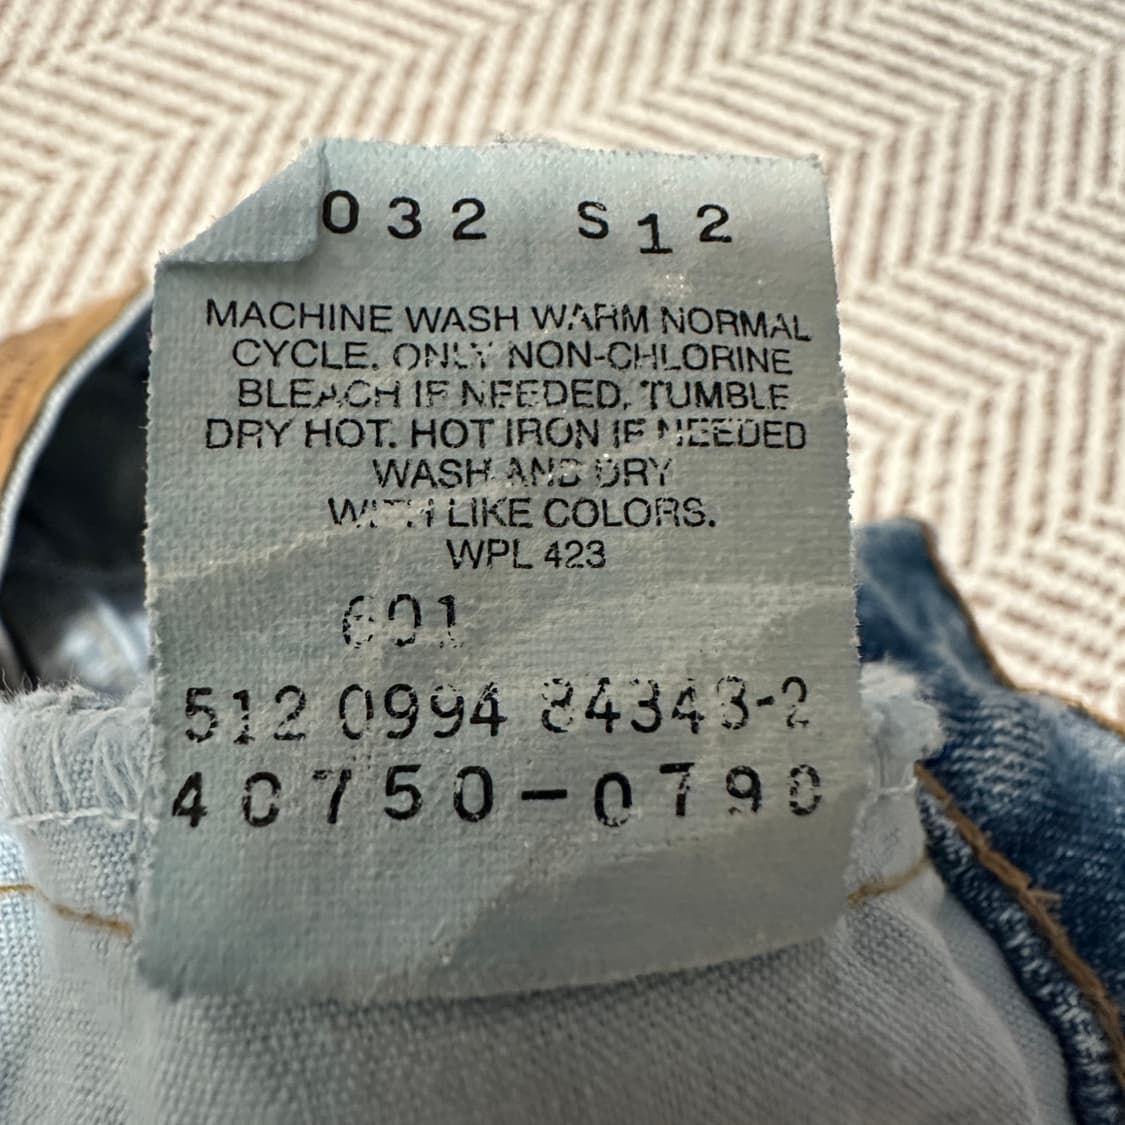 032 S12
MACHINE WASH WARM NORMAL
CYCLE. ONLY NON-CHLORINE
BLEACH IF NEEDED. TUMBLE
DRY HOT. HOT IRON IF NEEDED
WASH AND DRY
WITH LIKE COLORS.
WPL 423
601
512 0994 84343-2
40750-0790